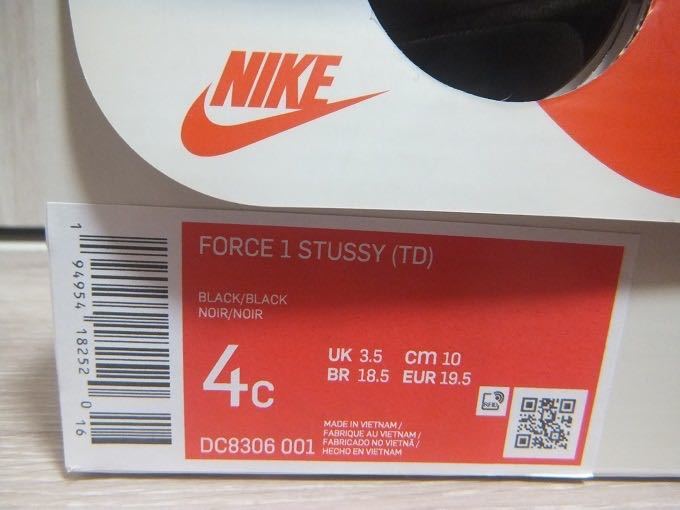 NIKE
FORCE 1 STUSSY (TD)
BLACK/BLACK
NOIR/NOIR
4C
UK 3.5 cm 10
BR 18.5 EUR 19.5
DC8306 001
MADE IN VIETNAM /
FABRIQUE AU VIETNAM /
FABRICADO NO VIETNÃ /
HECHO EN VIETNAM
1 94954 18252 0 16